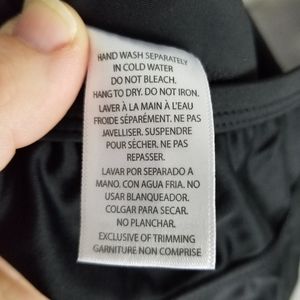 HAND WASH SEPARATELY
IN COLD WATER
DO NOT BLEACH.
HANG TO DRY. DO NOT IRON.
LAVER À LA MAIN À L'EAU
FROIDE SÉPARÉMENT. NE PAS
JAVELLISER. SUSPENDRE
POUR SÉCHER. NE PAS
REPASSER.
LAVAR POR SEPARADO A
MANO. CON AGUA FRIA. NO
USAR BLANQUEADOR.
COLGAR PARA SECAR.
NO PLANCHAR.
EXCLUSIVE OF TRIMMING
GARNITURE NON COMPRISE